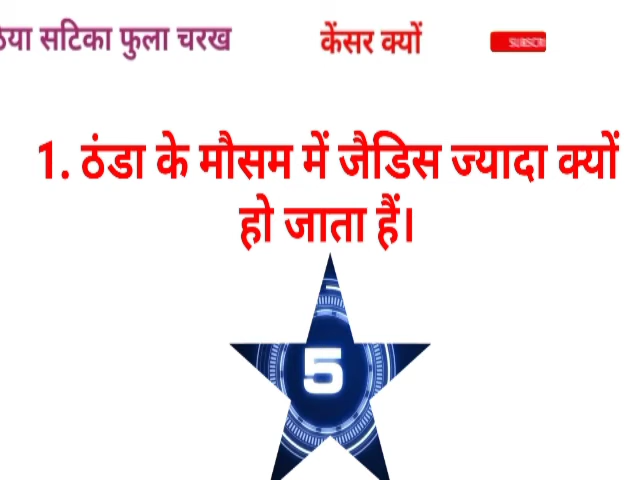 सटिका फुला चरख केंसर क्यों
1. ठंडा के मौसम में जैडिस ज्यादा क्यों
हो जाता हैं।
5